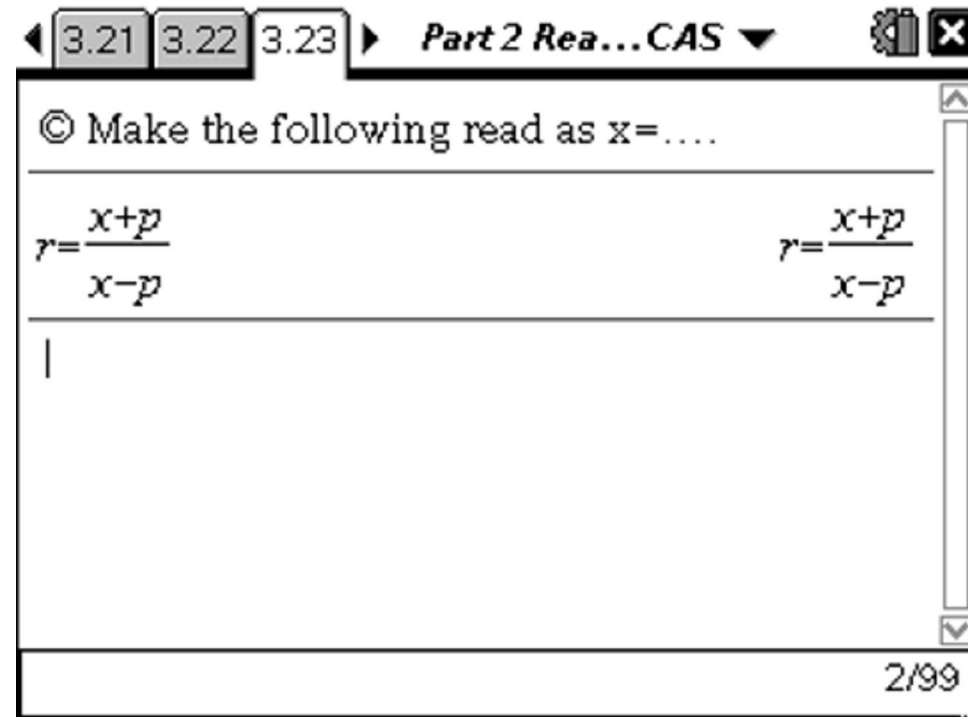 3.21 3.22 3.23 Part 2 Rea...CAS
© Make the following read as x=....
r=(x+p)/(x−p) r=(x+p)/(x−p)
2/99